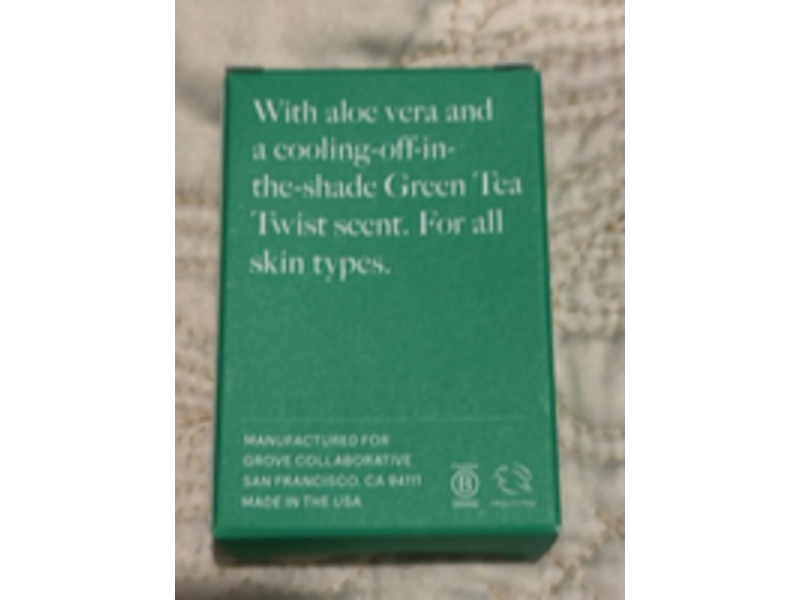 With aloe vera and
a cooling-off-in-
the-shade Green Tea
Twist scent. For all
skin types.
MANUFACTURED FOR
GROVE COLLABORATIVE
SAN FRANCISCO, CA 94111
MADE IN THE USA
B